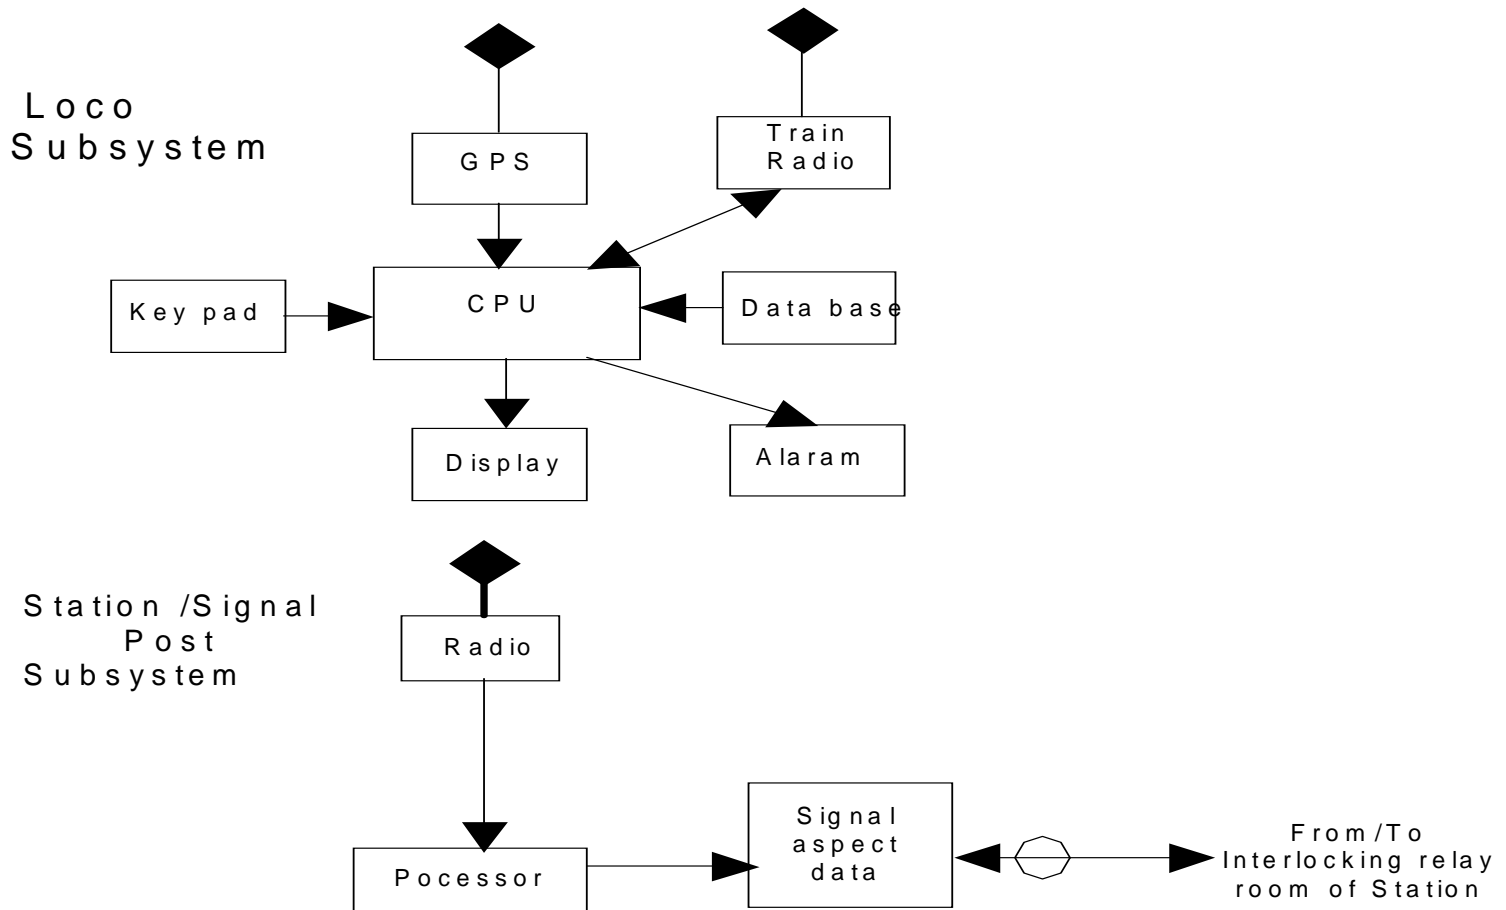 Loco
Subsystem
GPS
Train
Radio
Key pad
CPU
Data base
Display
Alaram
Station /Signal
Post
Subsystem
Radio
Pocessor
Signal
aspect
data
From/To
Interlocking relay
room of Station